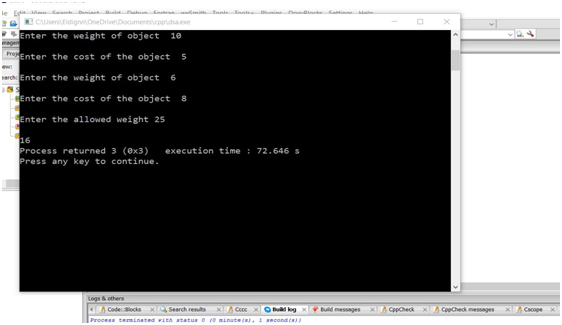 C:\Users\Eidigrvv\OneDrive\Documents\cpp\dsa.exe
Enter the weight of object 10
Enter the cost of the object 5
Enter the weight of object 6
Enter the cost of the object 8
Enter the allowed weight 25
16
Process returned 3 (0x3) execution time : 72.646 s
Press any key to continue.
Logs & others
Code::Blocks Search results Cccc Build log Build messages CppCheck CppCheck messages Cscope
Process terminated with status 0 (0 minute(s), 1 second(s))